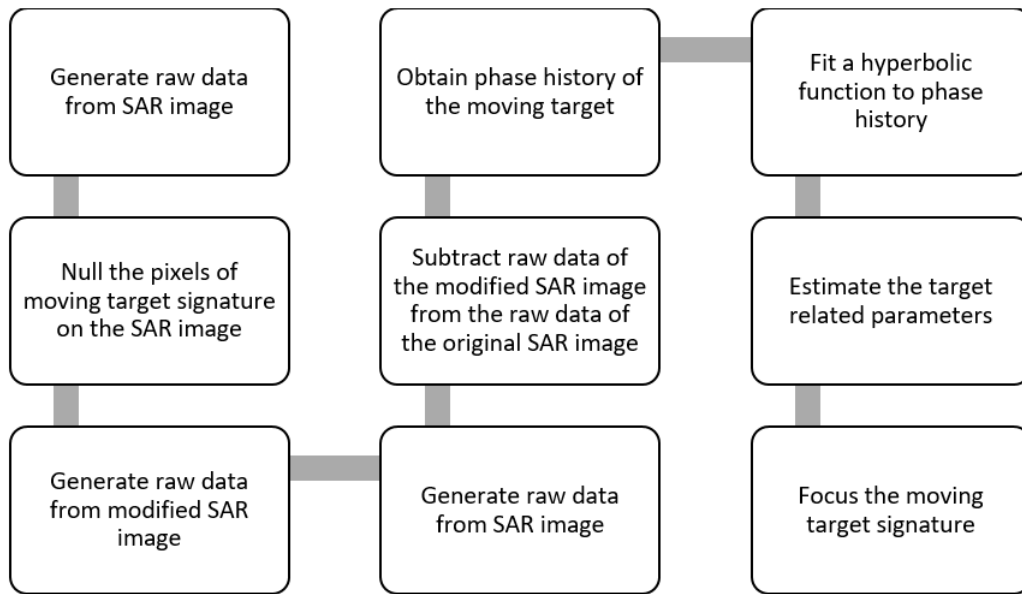 Generate raw data
from SAR image
Null the pixels of
moving target signature
on the SAR image
Generate raw data
from modified SAR
image
Generate raw data
from SAR image
Subtract raw data of
the modified SAR image
from the raw data of
the original SAR image
Obtain phase history of
the moving target
Fit a hyperbolic
function to phase
history
Estimate the target
related parameters
Focus the moving
target signature